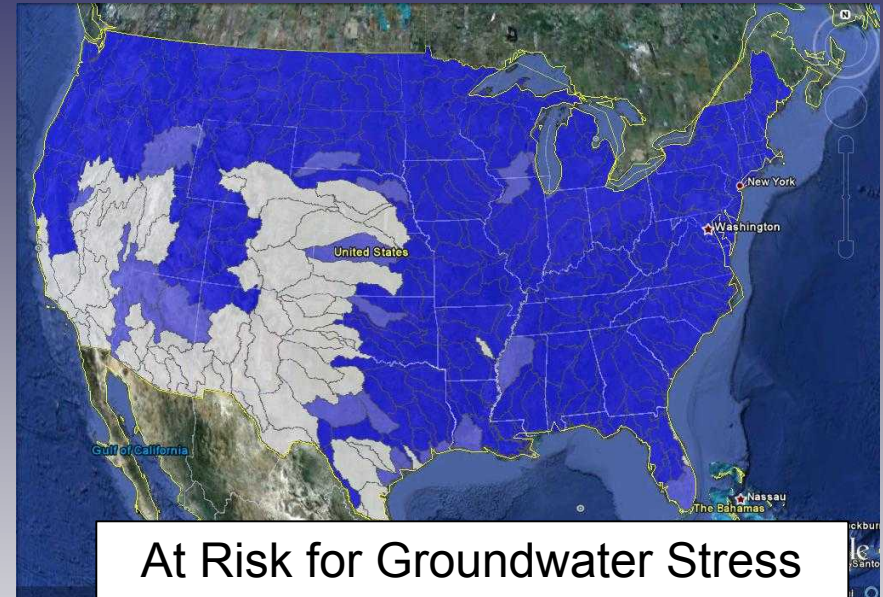 N
New York
Washington
United States
Gulf of California
Nassau
The Bahamas
At Risk for Groundwater Stress